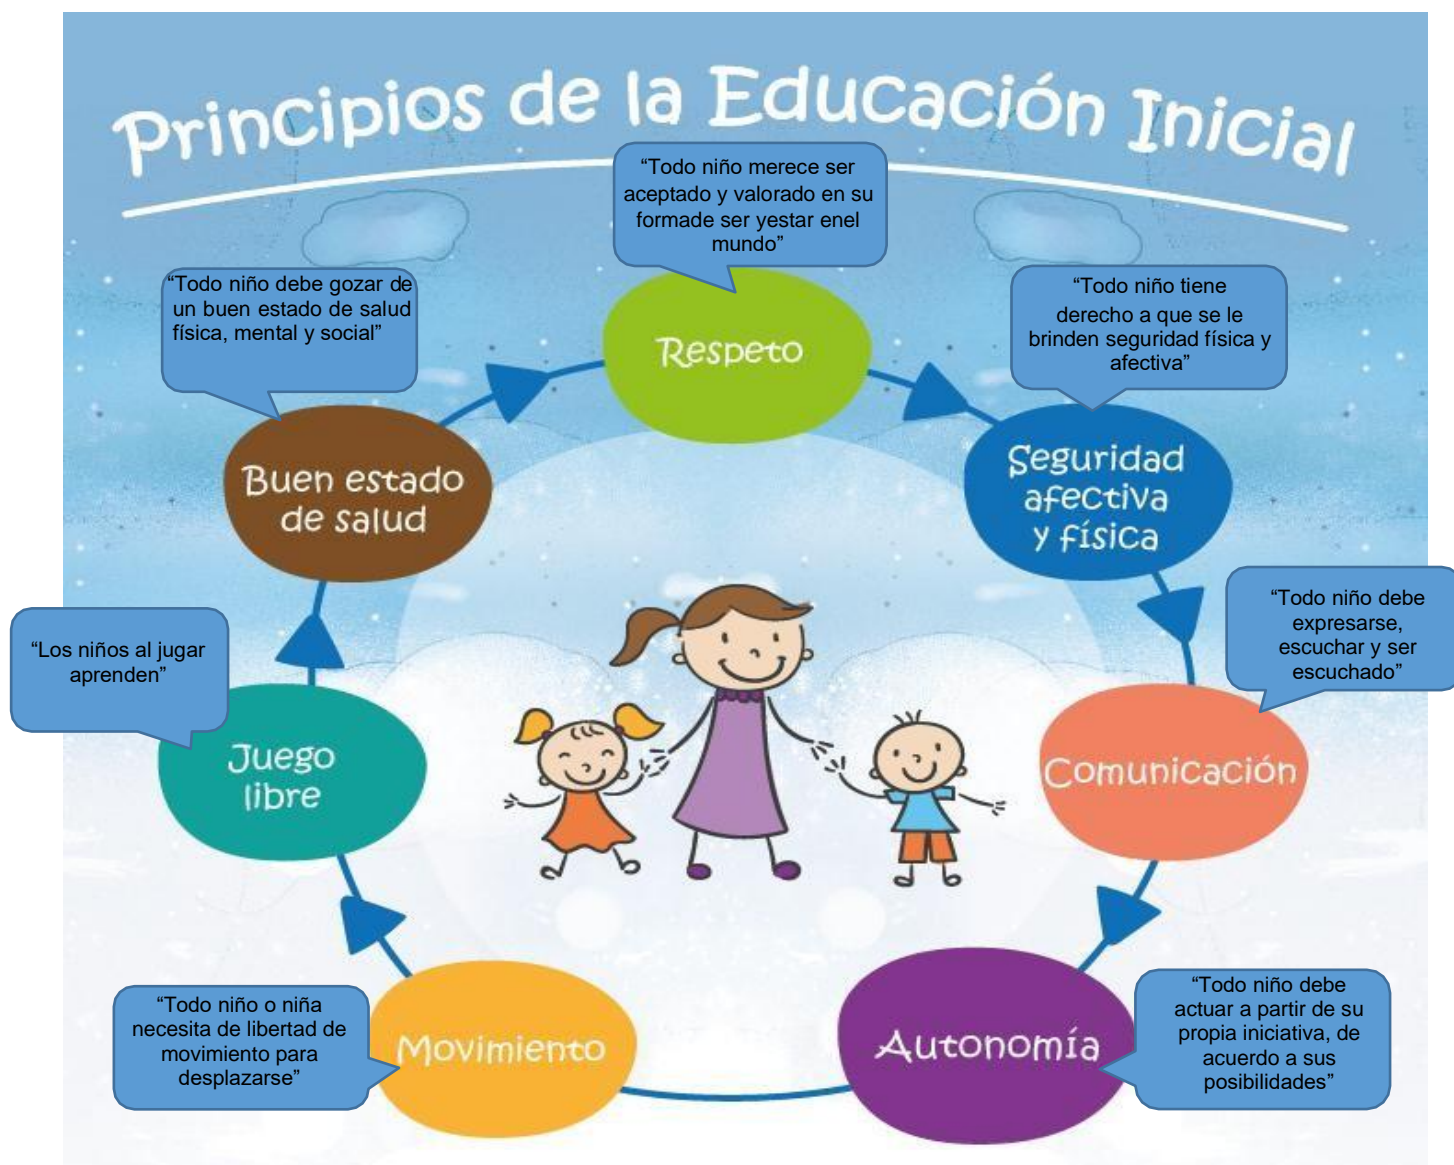 Principios de la Educación Inicial
“Todo niño merece ser
aceptado y valorado en su
formade ser yestar enel
mundo”
Respeto
“Todo niño tiene
derecho a que se le
brinden seguridad física y
afectiva”
Seguridad
afectiva
y física
“Todo niño debe
expresarse,
escuchar y ser
escuchado”
Comunicación
“Todo niño debe
actuar a partir de su
propia iniciativa, de
acuerdo a sus
posibilidades”
Autonomía
“Todo niño o niña
necesita de libertad de
movimiento para
desplazarse”
Movimiento
“Los niños al jugar
aprenden”
Juego
libre
“Todo niño debe gozar de
un buen estado de salud
física, mental y social”
Buen estado
de salud